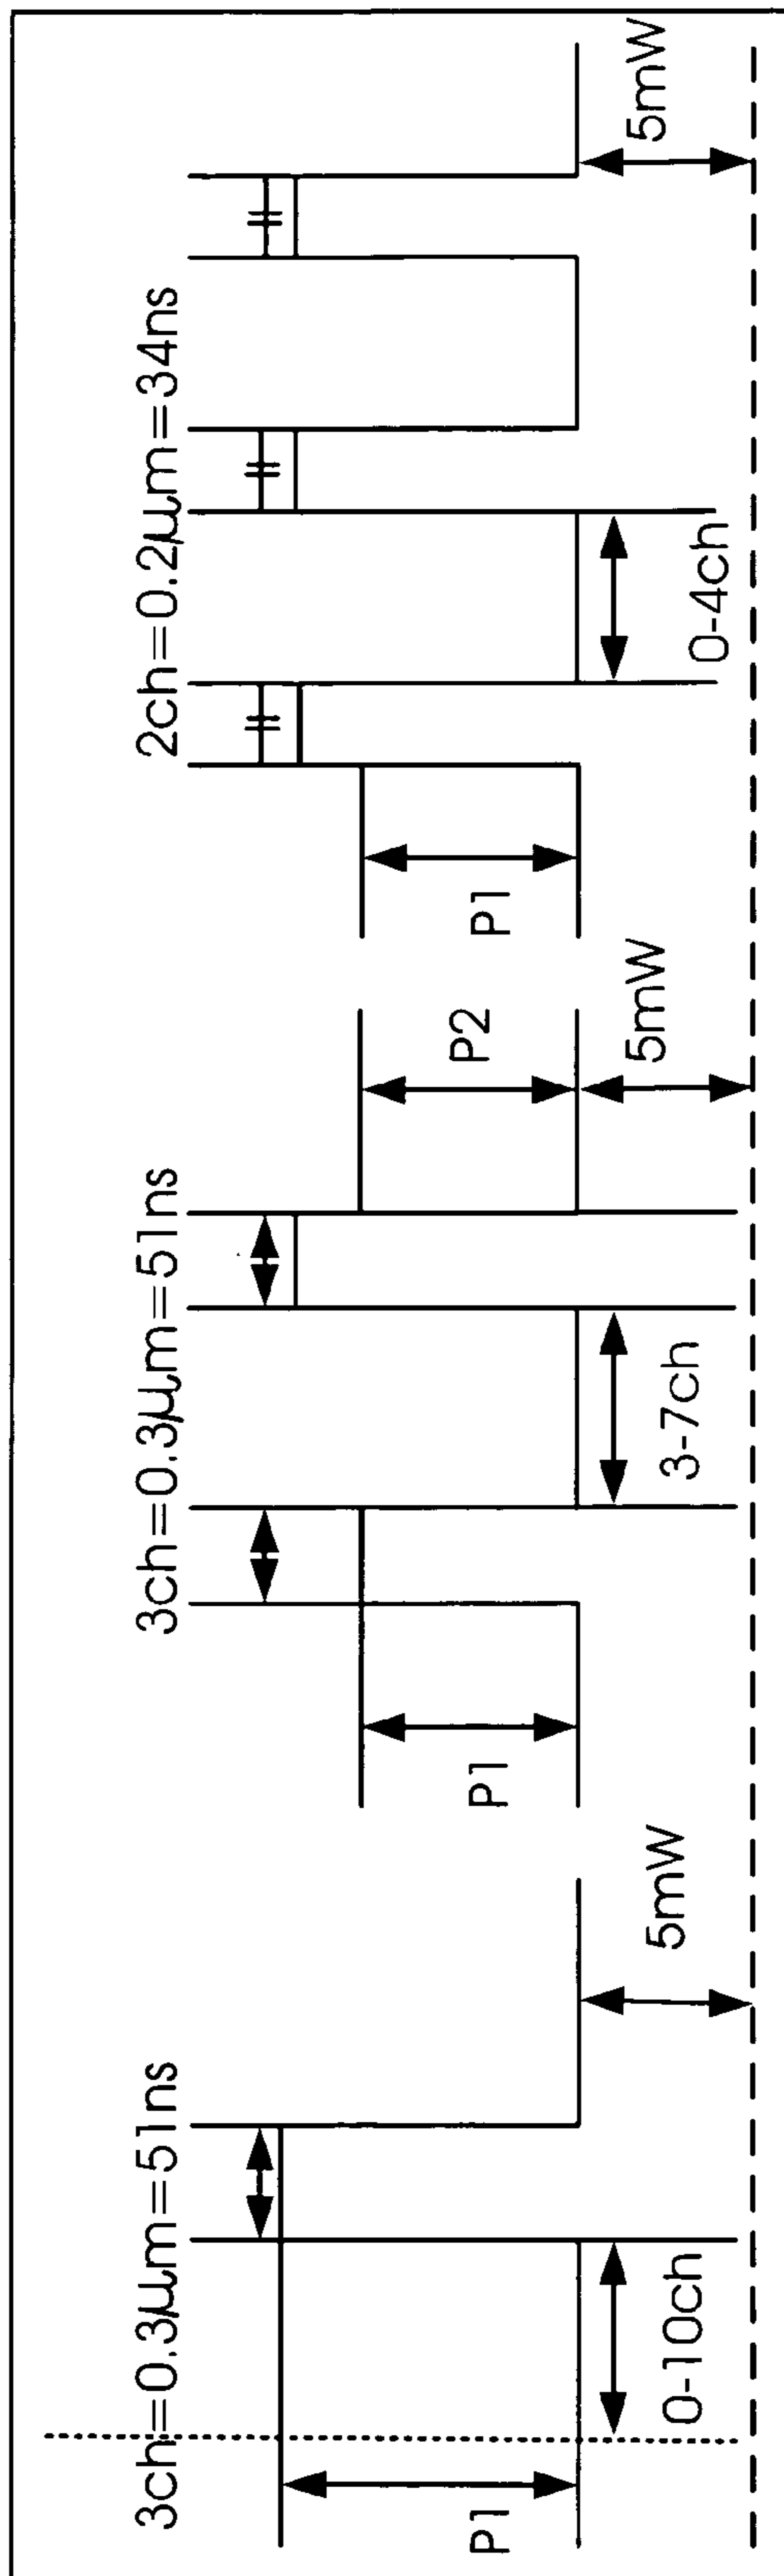 3ch=0.3μm=51ns
P1
0-10ch
5mW
3ch=0.3μm=51ns
P1
3-7ch
P2
5mW
2ch=0.2μm=34ns
P1
0-4ch
5mW